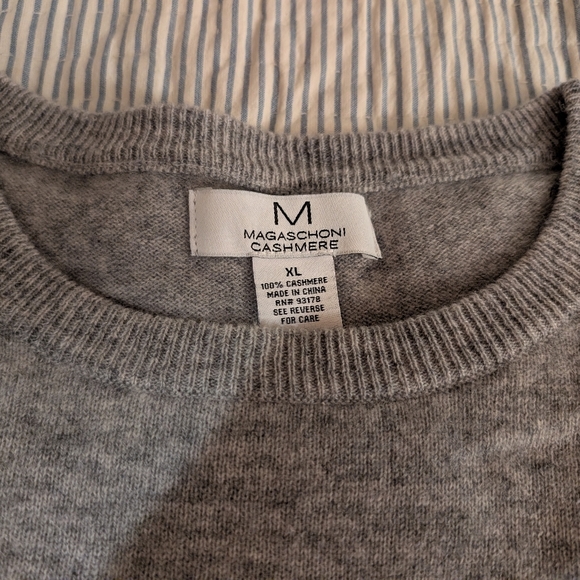 M
MAGASCHONI
CASHMERE
XL
100% CASHMERE
MADE IN CHINA
RN# 93178
SEE REVERSE
FOR CARE